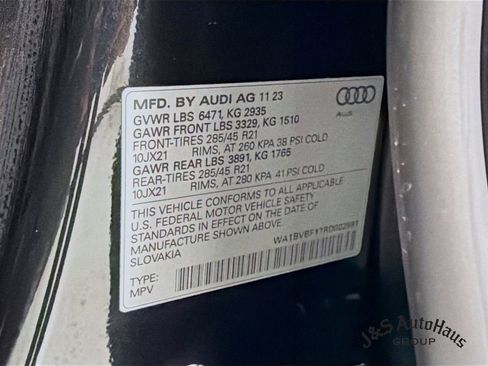 MFD. BY AUDI AG 11 23
GVWR LBS 6471, KG 2935
GAWR FRONT LBS 3329, KG 1510
FRONT-TIRES 285/45 R21
10JX21 RIMS, AT 260 KPA 38 PSI COLD
GAWR REAR LBS 3891, KG 1765
REAR-TIRES 285/45 R21
10JX21 RIMS, AT 280 KPA 41 PSI COLD
THIS VEHICLE CONFORMS TO ALL APPLICABLE
U.S. FEDERAL MOTOR VEHICLE SAFETY
STANDARDS IN EFFECT ON THE DATE OF
MANUFACTURE SHOWN ABOVE.
SLOVAKIA
TYPE:
MPV
Audi
J&S AutoHaus
GROUP